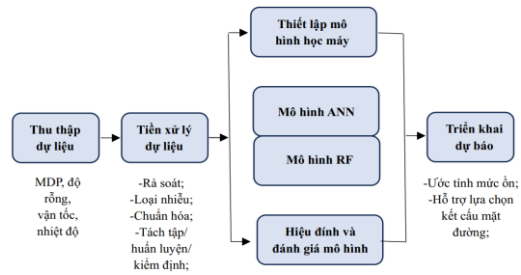 Thiết lập mô
hình học máy
Thu thập
dự liệu
Tiền xử lý
dự liệu
Mô hình ANN
Mô hình RF
Triển khai
dự báo
MDP, độ
rỗng,
vận tốc,
nhiệt độ
-Rà soát;
-Loại nhiễu;
-Chuẩn hóa;
-Tách tập/
huấn luyện/
kiểm định;
Hiệu đính và
đánh giá mô hình
-Ước tính mức ồn;
-Hỗ trợ lựa chọn
kết cấu mặt
đường;